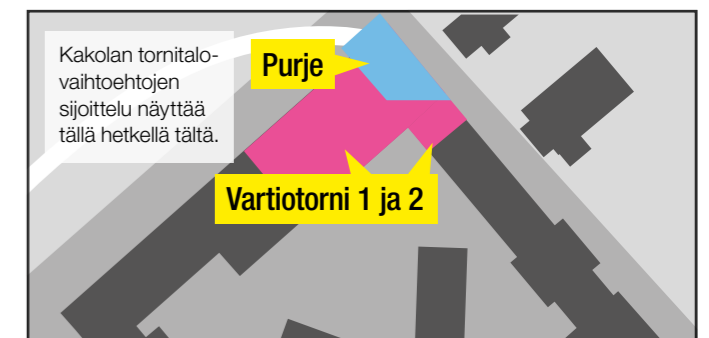 Kakolan tornitalo-
vaihtoehtojen
sijoittelu näyttää
tällä hetkellä tältä.
Purje
Vartiotorni 1 ja 2